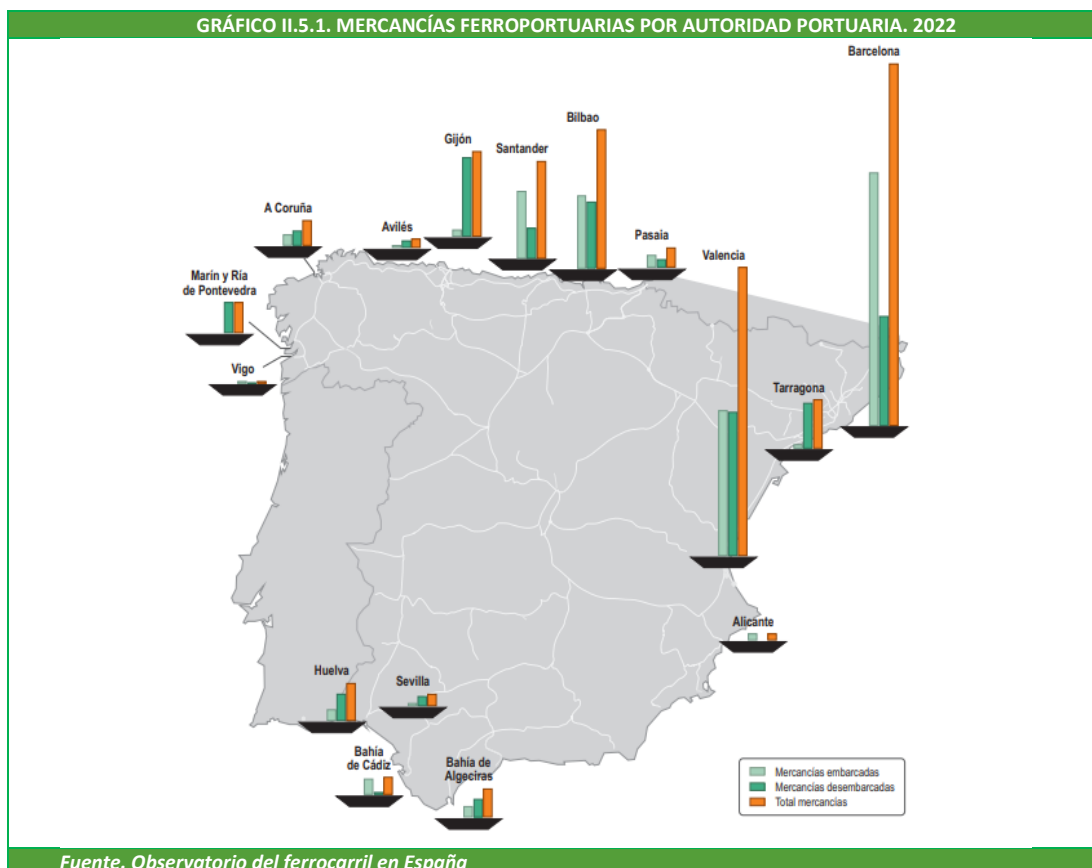 GRÁFICO II.5.1. MERCANCÍAS FERROPORTUARIAS POR AUTORIDAD PORTUARIA. 2022
Barcelona
Bilbao
Gijón
Santander
A Coruña
Avilés
Pasaia
Valencia
Marín y Ría
de Pontevedra
Vigo
Tarragona
Alicante
Huelva
Sevilla
Bahía
de Cádiz
Bahía de
Algeciras
Mercancías embarcadas
Mercancías desembarcadas
Total mercancías
Fuente. Observatorio del ferrocarril en España